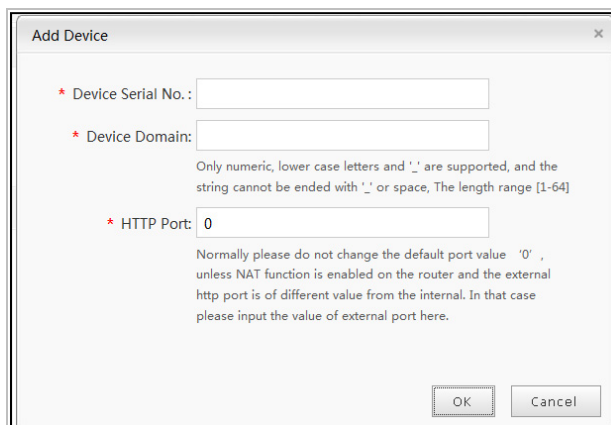 Add Device ×
* Device Serial No. :
* Device Domain:
Only numeric, lower case letters and '_' are supported, and the
string cannot be ended with '_' or space, The length range [1-64]
* HTTP Port: 0
Normally please do not change the default port value ‘0’ ,
unless NAT function is enabled on the router and the external
http port is of different value from the internal. In that case
please input the value of external port here.
OK Cancel